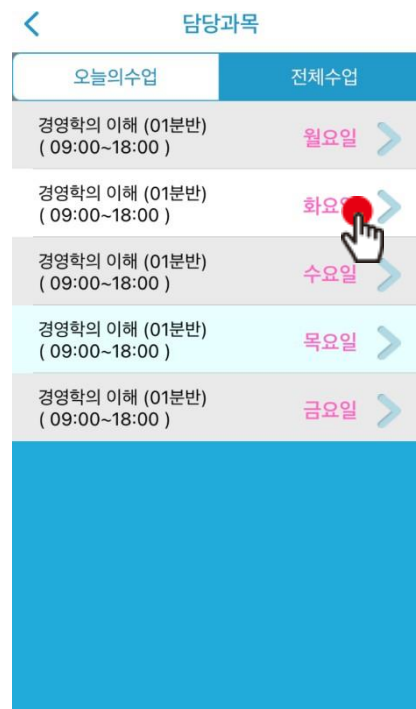 담당과목
오늘의수업 전체수업
경영학의 이해 (01분반)
( 09:00~18:00 )
월요일
경영학의 이해 (01분반)
( 09:00~18:00 )
경영학의 이해 (01분반)
( 09:00~18:00 )
수요일
경영학의 이해 (01분반)
( 09:00~18:00 )
목요일
경영학의 이해 (01분반)
( 09:00~18:00 )
금요일